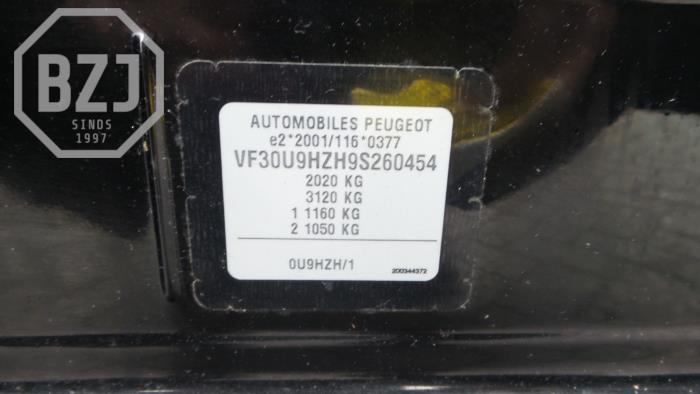 BZJ
SINDS
1997
AUTOMOBILES PEUGEOT
e2*2001/116*0377
VF30U9HZH9S260454
2020 KG
3120 KG
1 1160 KG
2 1050 KG
0U9HZH/1
200344372